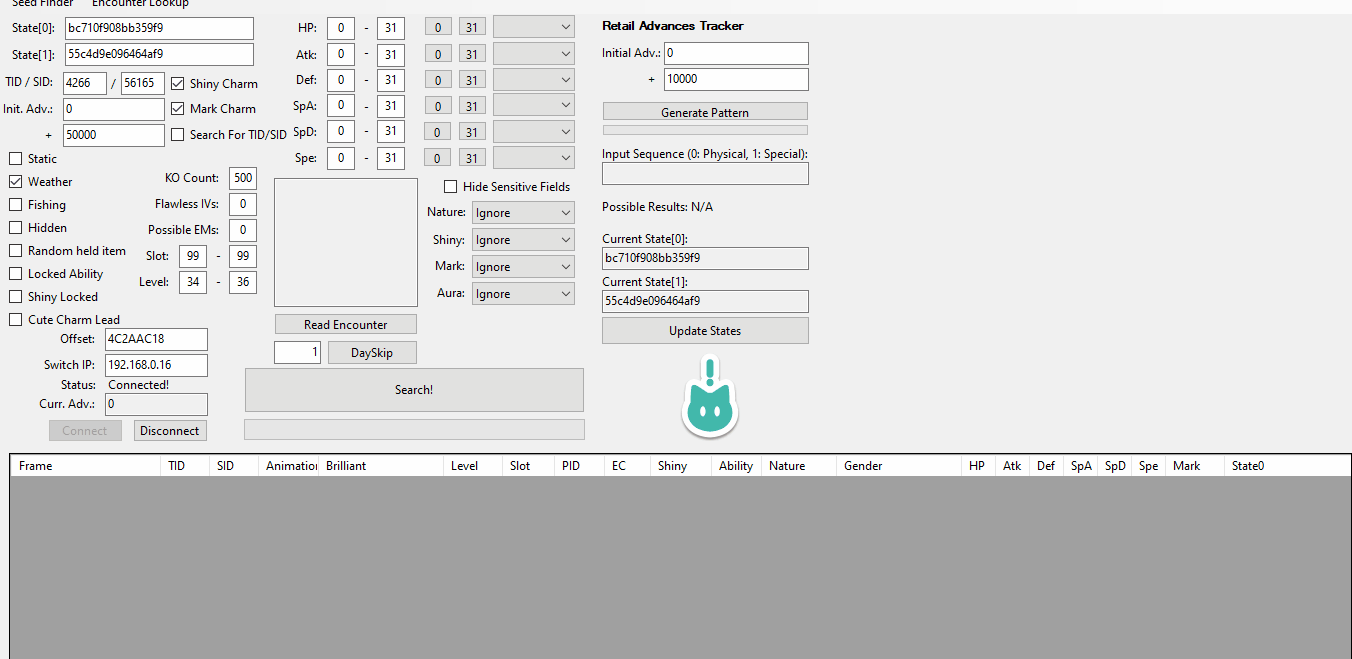 Seed Finder Encounter Lookup
State[0]: bc710f908bb359f9
State[1]: 55c4d9e096464af9
TID / SID: 4266 / 56165 Shiny Charm
Init. Adv.: 0 Mark Charm
+ 50000 Search For TID/SID
Static
Weather
Fishing
Hidden
Random held item
Locked Ability
Shiny Locked
Cute Charm Lead
KO Count: 500
Flawless IVs: 0
Possible EMs: 0
Slot: 99 - 99
Level: 34 - 36
Offset: 4C2AAC18
Switch IP: 192.168.0.16
Status: Connected!
Curr. Adv.: 0
Connect Disconnect
HP: 0 - 31 0 31
Atk: 0 - 31 0 31
Def: 0 - 31 0 31
SpA: 0 - 31 0 31
SpD: 0 - 31 0 31
Spe: 0 - 31 0 31
Hide Sensitive Fields
Nature: Ignore
Shiny: Ignore
Mark: Ignore
Aura: Ignore
Read Encounter
1 DaySkip
Search!
Retail Advances Tracker
Initial Adv.: 0
+ 10000
Generate Pattern
Input Sequence (0: Physical, 1: Special):
Possible Results: N/A
Current State[0]:
bc710f908bb359f9
Current State[1]:
55c4d9e096464af9
Update States
Frame TID SID Animation Brilliant Level Slot PID EC Shiny Ability Nature Gender HP Atk Def SpA SpD Spe Mark State0